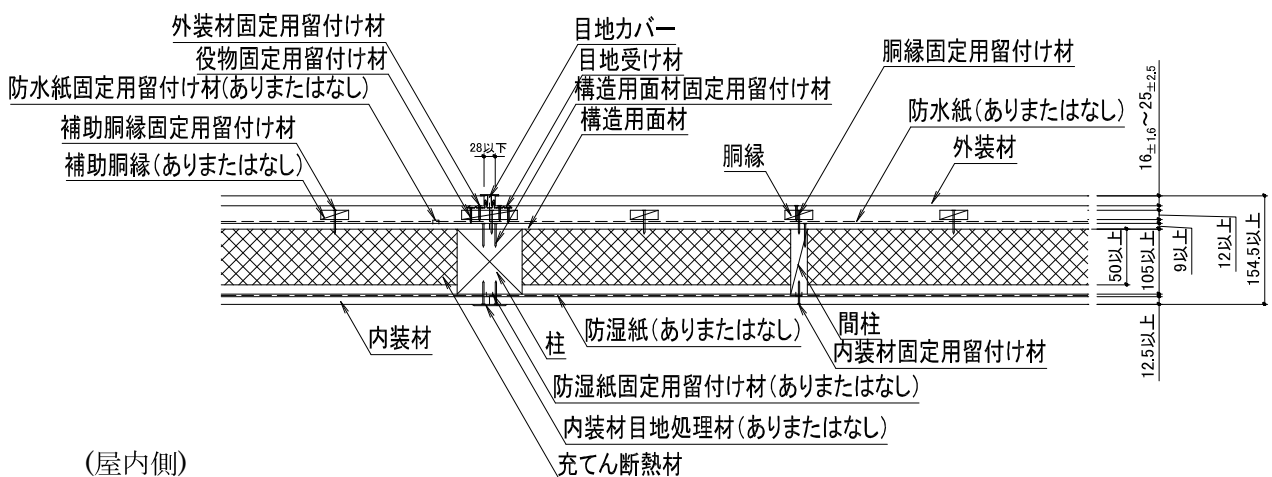 外装材固定用留付け材
役物固定用留付け材
防水紙固定用留付け材(ありまたはなし)
補助胴縁固定用留付け材
補助胴縁(ありまたはなし)
目地カバー
目地受け材
構造用面材固定用留付け材
構造用面材
28以下
胴縁固定用留付け材
防水紙(ありまたはなし)
外装材
胴縁
16±1.6～25±2.5
50以上
105以上
9以上
12以上
154.5以上
12.5以上
内装材
柱
防湿紙(ありまたはなし)
間柱
内装材固定用留付け材
防湿紙固定用留付け材(ありまたはなし)
内装材目地処理材(ありまたはなし)
充てん断熱材
(屋内側)